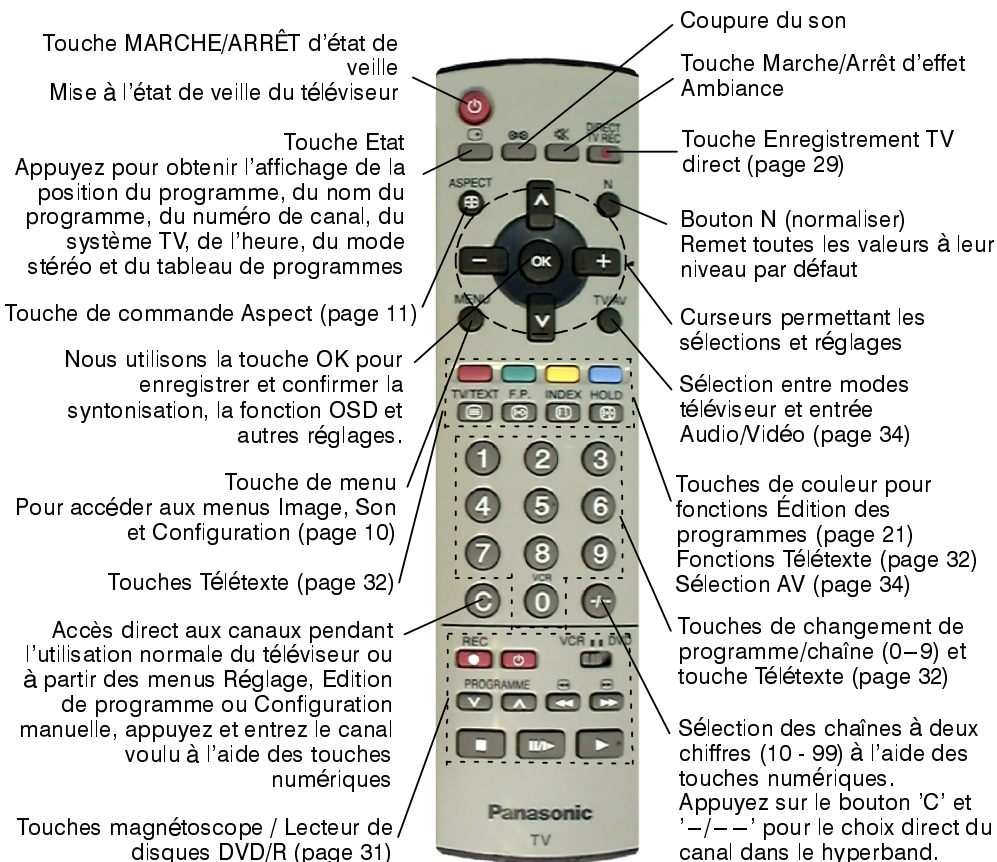 Touche MARCHE/ARRÊT d'état de
veille
Mise à l'état de veille du téléviseur
Touche Etat
Appuyez pour obtenir l'affichage de la
position du programme, du nom du
programme, du numéro de canal, du
système TV, de l'heure, du mode
stéréo et du tableau de programmes
Touche de commande Aspect (page 11)
Nous utilisons la touche OK pour
enregistrer et confirmer la
syntonisation, la fonction OSD et
autres réglages.
Touche de menu
Pour accéder aux menus Image, Son
et Configuration (page 10)
Touches Télétexte (page 32)
Accès direct aux canaux pendant
l'utilisation normale du téléviseur ou
à partir des menus Réglage, Edition
de programme ou Configuration
manuelle, appuyez et entrez le canal
voulu à l'aide des touches
numériques
Touches magnétoscope / Lecteur de
disques DVD/R (page 31)
DIRECT
TV REC
ASPECT
N
OK
MENU
TV/AV
TV/TEXT F.P. INDEX HOLD
1 2 3
4 5 6
7 8 9
VCR
C 0 -/--
REC VCR DVD
PROGRAMME
Panasonic
TV
Coupure du son
Touche Marche/Arrêt d'effet
Ambiance
Touche Enregistrement TV
direct (page 29)
Bouton N (normaliser)
Remet toutes les valeurs à leur
niveau par défaut
Curseurs permettant les
sélections et réglages
Sélection entre modes
téléviseur et entrée
Audio/Vidéo (page 34)
Touches de couleur pour
fonctions Édition des
programmes (page 21)
Fonctions Télétexte (page 32)
Sélection AV (page 34)
Touches de changement de
programme/chaîne (0–9) et
touche Télétexte (page 32)
Sélection des chaînes à deux
chiffres (10 - 99) à l'aide des
touches numériques.
Appuyez sur le bouton 'C' et
'–/––' pour le choix direct du
canal dans le hyperband.